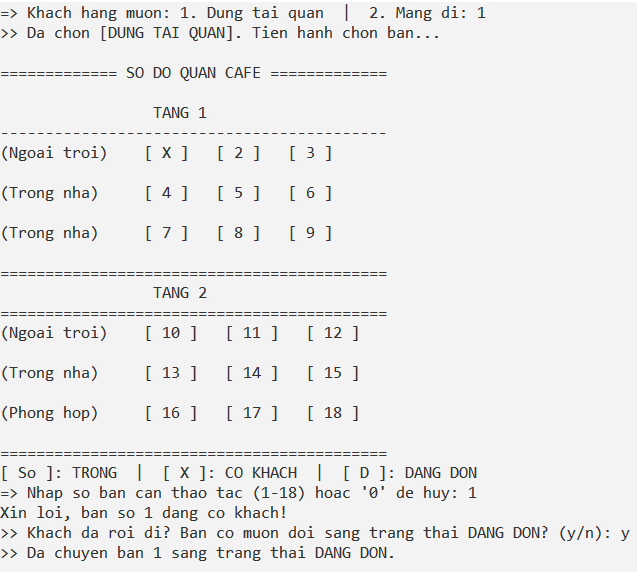 => Khach hang muon: 1. Dung tai quan  |  2. Mang di: 1
>> Da chon [DUNG TAI QUAN]. Tien hanh chon ban...
============= SO DO QUAN CAFE =============
TANG 1
-------------------------------------------
(Ngoai troi)    [ X ]   [ 2 ]   [ 3 ]
(Trong nha)     [ 4 ]   [ 5 ]   [ 6 ]
(Trong nha)     [ 7 ]   [ 8 ]   [ 9 ]
===========================================
TANG 2
===========================================
(Ngoai troi)    [ 10 ]   [ 11 ]   [ 12 ]
(Trong nha)     [ 13 ]   [ 14 ]   [ 15 ]
(Phong hop)     [ 16 ]   [ 17 ]   [ 18 ]
===========================================
[ So ]: TRONG  |  [ X ]: CO KHACH  |  [ D ]: DANG DON
=> Nhap so ban can thao tac (1-18) hoac '0' de huy: 1
Xin loi, ban so 1 dang co khach!
>> Khach da roi di? Ban co muon doi sang trang thai DANG DON? (y/n): y
>> Da chuyen ban 1 sang trang thai DANG DON.